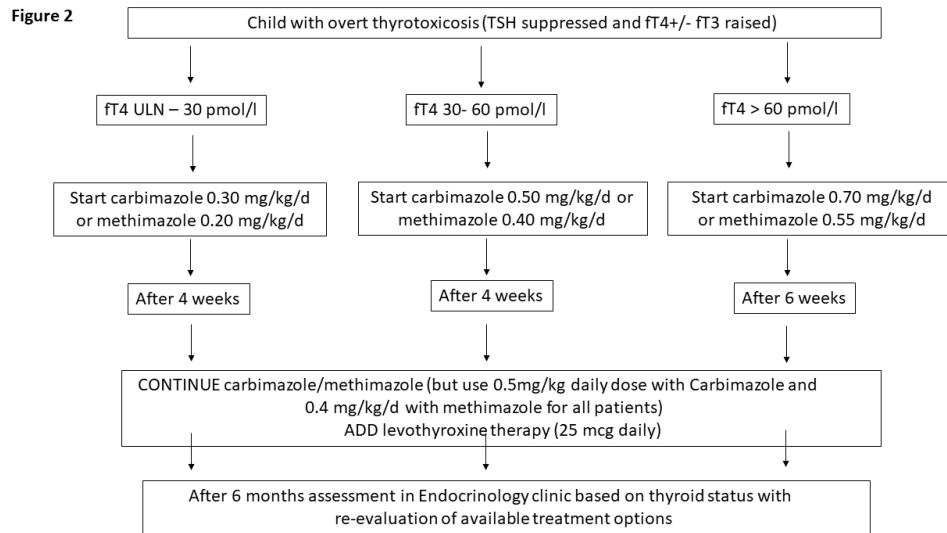 Figure 2
Child with overt thyrotoxicosis (TSH suppressed and fT4+/- fT3 raised)
fT4 ULN – 30 pmol/l
fT4 30- 60 pmol/l
fT4 > 60 pmol/l
Start carbimazole 0.30 mg/kg/d
or methimazole 0.20 mg/kg/d
Start carbimazole 0.50 mg/kg/d or
methimazole 0.40 mg/kg/d
Start carbimazole 0.70 mg/kg/d
or methimazole 0.55 mg/kg/d
After 4 weeks
After 4 weeks
After 6 weeks
CONTINUE carbimazole/methimazole (but use 0.5mg/kg daily dose with Carbimazole and
0.4 mg/kg/d with methimazole for all patients)
ADD levothyroxine therapy (25 mcg daily)
After 6 months assessment in Endocrinology clinic based on thyroid status with
re-evaluation of available treatment options